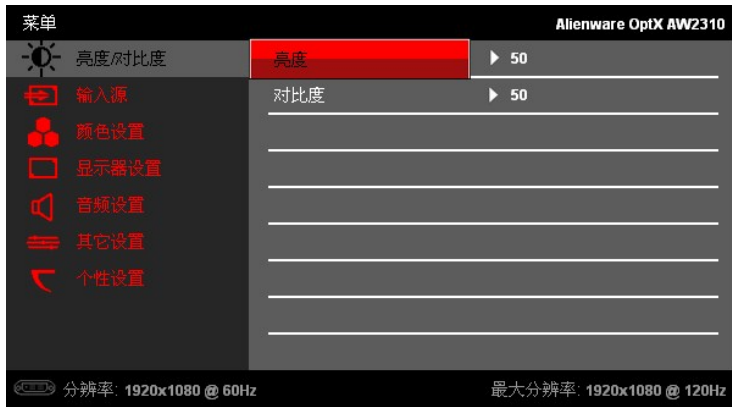 菜单 Alienware OptX AW2310
亮度/对比度 亮度 50
输入源 对比度 50
颜色设置
显示器设置
音频设置
其它设置
个性设置
分辨率: 1920x1080 @ 60Hz 最大分辨率: 1920x1080 @ 120Hz